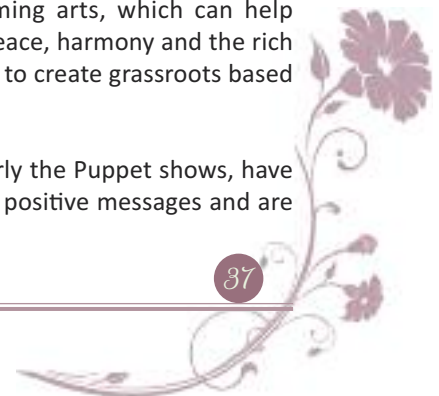 ming arts, which can help
eace, harmony and the rich
to create grassroots based
rly the Puppet shows, have
positive messages and are
37